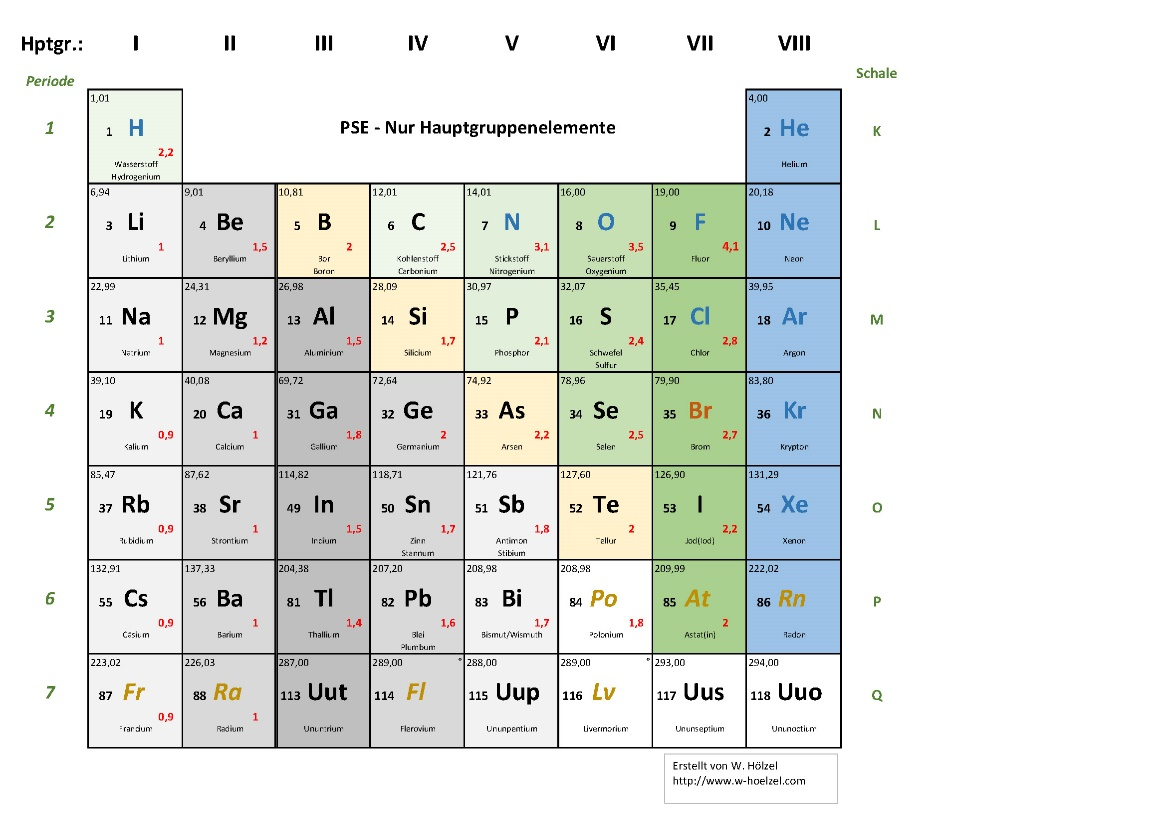 Hptgr.: I II III IV V VI VII VIII
Periode Schale
1,01 4,00
1 1 H PSE - Nur Hauptgruppenelemente 2 He K
2,2
Wasserstoff Helium
Hydrogenium
6,94 9,01 10,81 12,01 14,01 16,00 19,00 20,18
2 3 Li 4 Be 5 B 6 C 7 N 8 O 9 F 10 Ne L
1 1,5 2 2,5 3,1 3,5 4,1
Lithium Beryllium Bor Kohlenstoff Stickstoff Sauerstoff Fluor Neon
Boron Carbonium Nitrogenium Oxygenium
22,99 24,31 26,98 28,09 30,97 32,07 35,45 39,95
3 11 Na 12 Mg 13 Al 14 Si 15 P 16 S 17 Cl 18 Ar M
1 1,2 1,5 1,7 2,1 2,4 2,8
Natrium Magnesium Aluminium Silicium Phosphor Schwefel Chlor Argon
Sulfur
39,10 40,08 69,72 72,64 74,92 78,96 79,90 83,80
4 19 K 20 Ca 31 Ga 32 Ge 33 As 34 Se 35 Br 36 Kr N
0,9 1 1,8 2 2,2 2,5 2,7
Kalium Calcium Gallium Germanium Arsen Selen Brom Krypton
85,47 87,62 114,82 118,71 121,76 127,60 126,90 131,29
5 37 Rb 38 Sr 49 In 50 Sn 51 Sb 52 Te 53 I 54 Xe O
0,9 1 1,5 1,7 1,8 2 2,2
Rubidium Strontium Indium Zinn Antimon Tellur Jod(Iod) Xenon
Stannum Stibium
132,91 137,33 204,38 207,20 208,98 208,98 209,99 222,02
6 55 Cs 56 Ba 81 Tl 82 Pb 83 Bi 84 Po 85 At 86 Rn P
0,9 1 1,4 1,6 1,7 1,8 2
Cäsium Barium Thallium Blei Bismut/Wismuth Polonium Astat(in) Radon
Plumbum
223,02 226,03 287,00 289,00 * 288,00 289,00 * 293,00 294,00
7 87 Fr 88 Ra 113 Uut 114 Fl 115 Uup 116 Lv 117 Uus 118 Uuo Q
0,9 1
Francium Radium Ununtrium Flerovium Ununpentium Livermorium Ununseptium Ununoctium
Erstellt von W. Hölzel
http://www.w-hoelzel.com